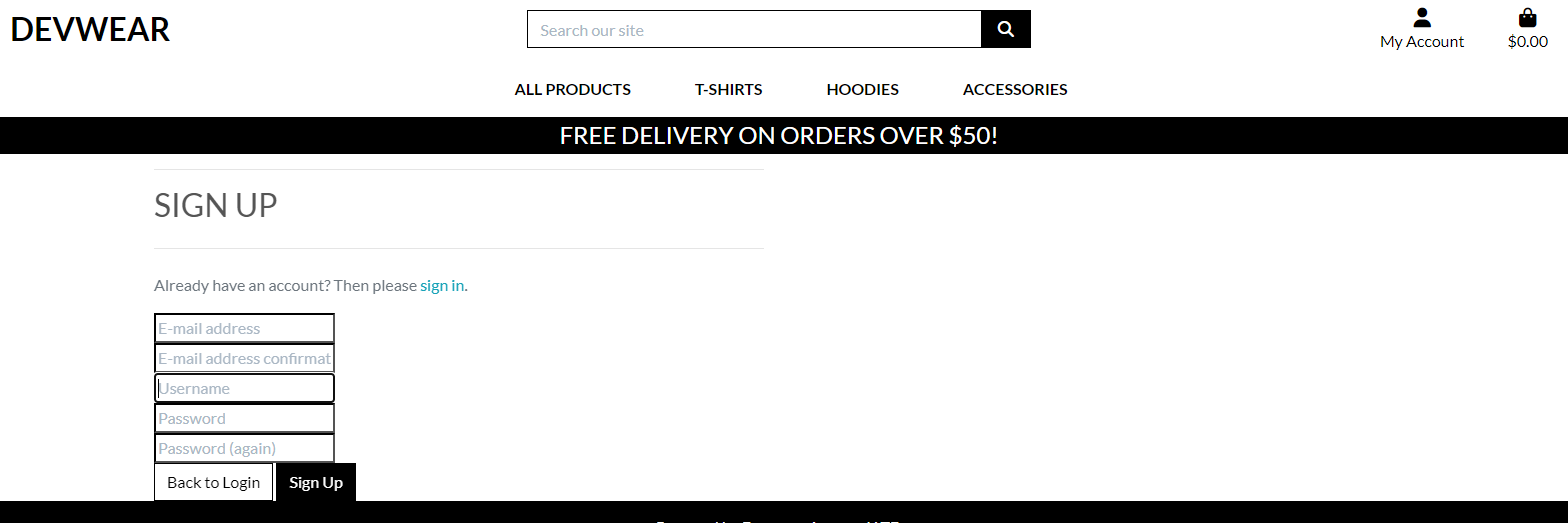 DEVWEAR
Search our site
My Account
$0.00
ALL PRODUCTS T-SHIRTS HOODIES ACCESSORIES
FREE DELIVERY ON ORDERS OVER $50!
SIGN UP
Already have an account? Then please sign in.
E-mail address
E-mail address confirmat
Username
Password
Password (again)
Back to Login Sign Up